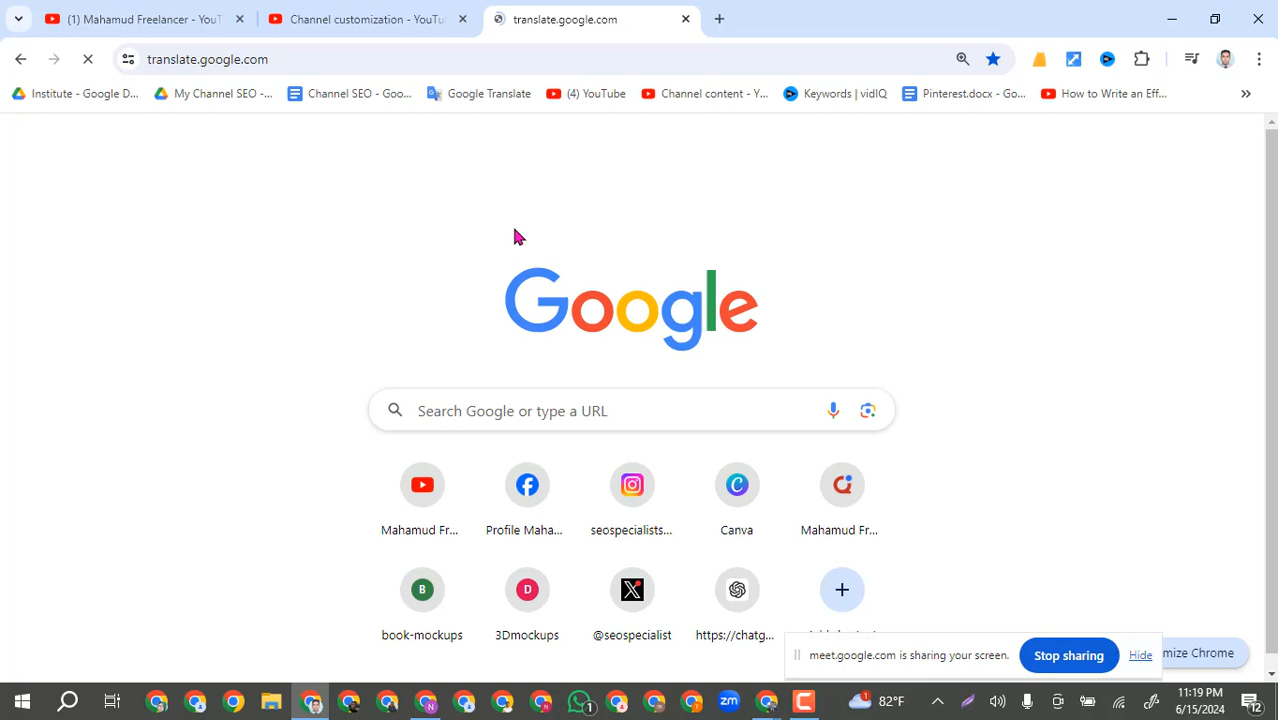 (1) Mahamud Freelancer - YouT
Channel customization - YouTu
translate.google.com
translate.google.com
Institute - Google D...
My Channel SEO -...
Channel SEO - Goo...
Google Translate
(4) YouTube
Channel content - Y...
Keywords | vidIQ
Pinterest.docx - Go...
How to Write an Eff...
Google
Search Google or type a URL
Mahamud Fr...
Profile Maha...
seospecialists...
Canva
Mahamud Fr...
B
D
book-mockups
3Dmockups
@seospecialist
https://chatg...
meet.google.com is sharing your screen.
Stop sharing
Hide
mize Chrome
zm
1
1
82°F
11:19 PM
6/15/2024
12